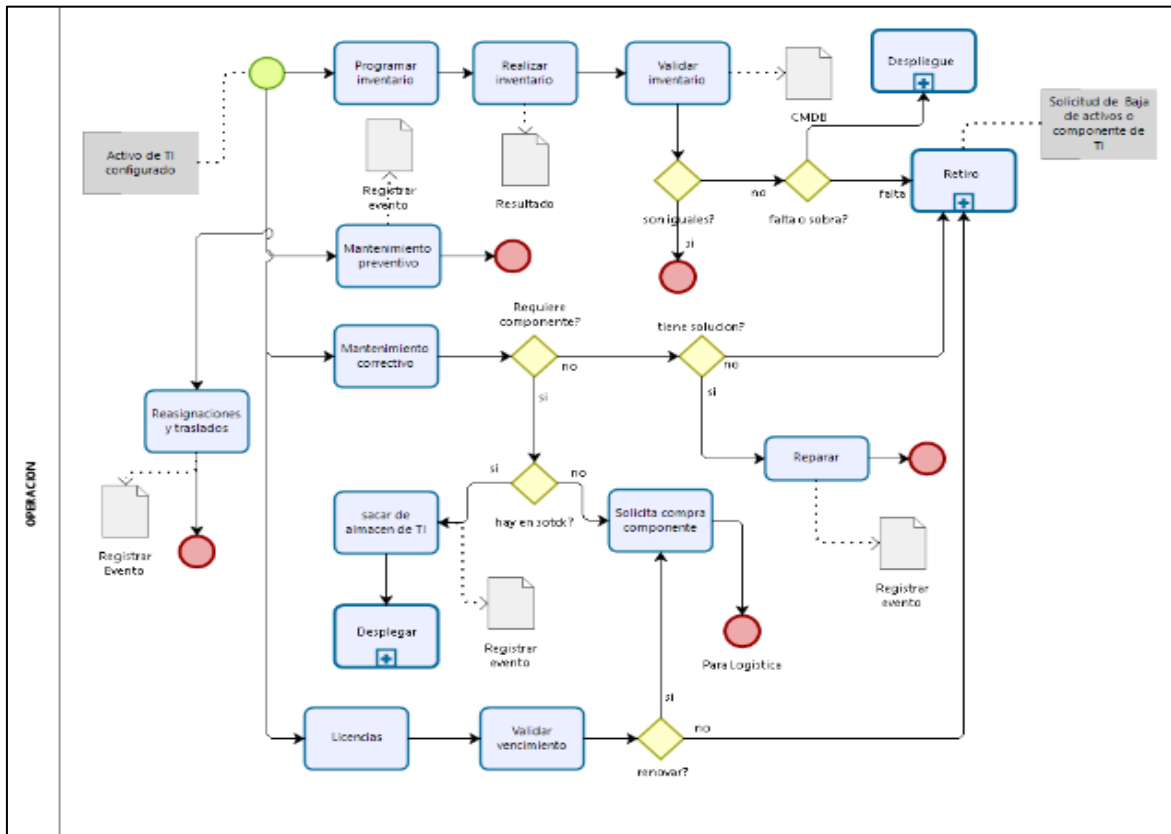 OPERACION
Activo de TI
configurado
Programar
inventario
Realizar
inventario
Validar
inventario
CMDB
Despliegue
Solicitud de Baja
de activos o
componente de
TI
Registrar
evento
Resultado
son iguales?
no
si
falta o sobra?
falta
Retiro
Mantenimiento
preventivo
Requiere
componente?
tiene solucion?
Mantenimiento
correctivo
no
no
si
si
Reasignaciones
y traslados
Reparar
Registrar
Evento
sacar de
almacen de TI
si
hay en sotck?
no
Solicita compra
componente
Registrar
evento
Desplegar
Registrar
evento
Para Logistica
Licencias
Validar
vencimiento
si
no
renovar?